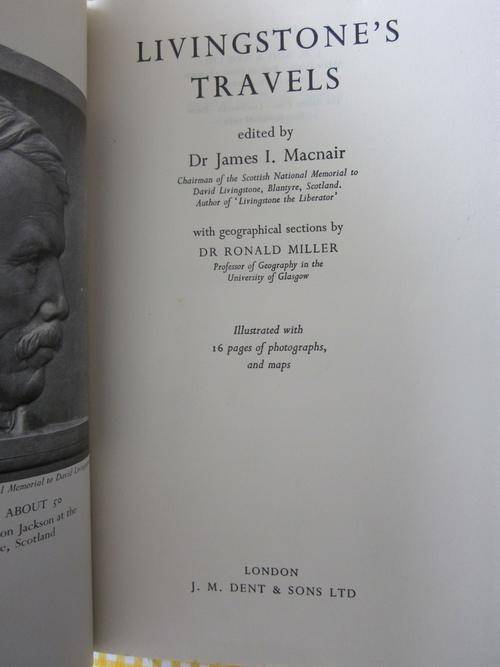 l Memorial to David Living
ABOUT 50
on Jackson at the
e, Scotland
LIVINGSTONE'S
TRAVELS
edited by
Dr James I. Macnair
Chairman of the Scottish National Memorial to
David Livingstone, Blantyre, Scotland.
Author of 'Livingstone the Liberator'
with geographical sections by
DR RONALD MILLER
Professor of Geography in the
University of Glasgow
Illustrated with
16 pages of photographs,
and maps
LONDON
J. M. DENT & SONS LTD